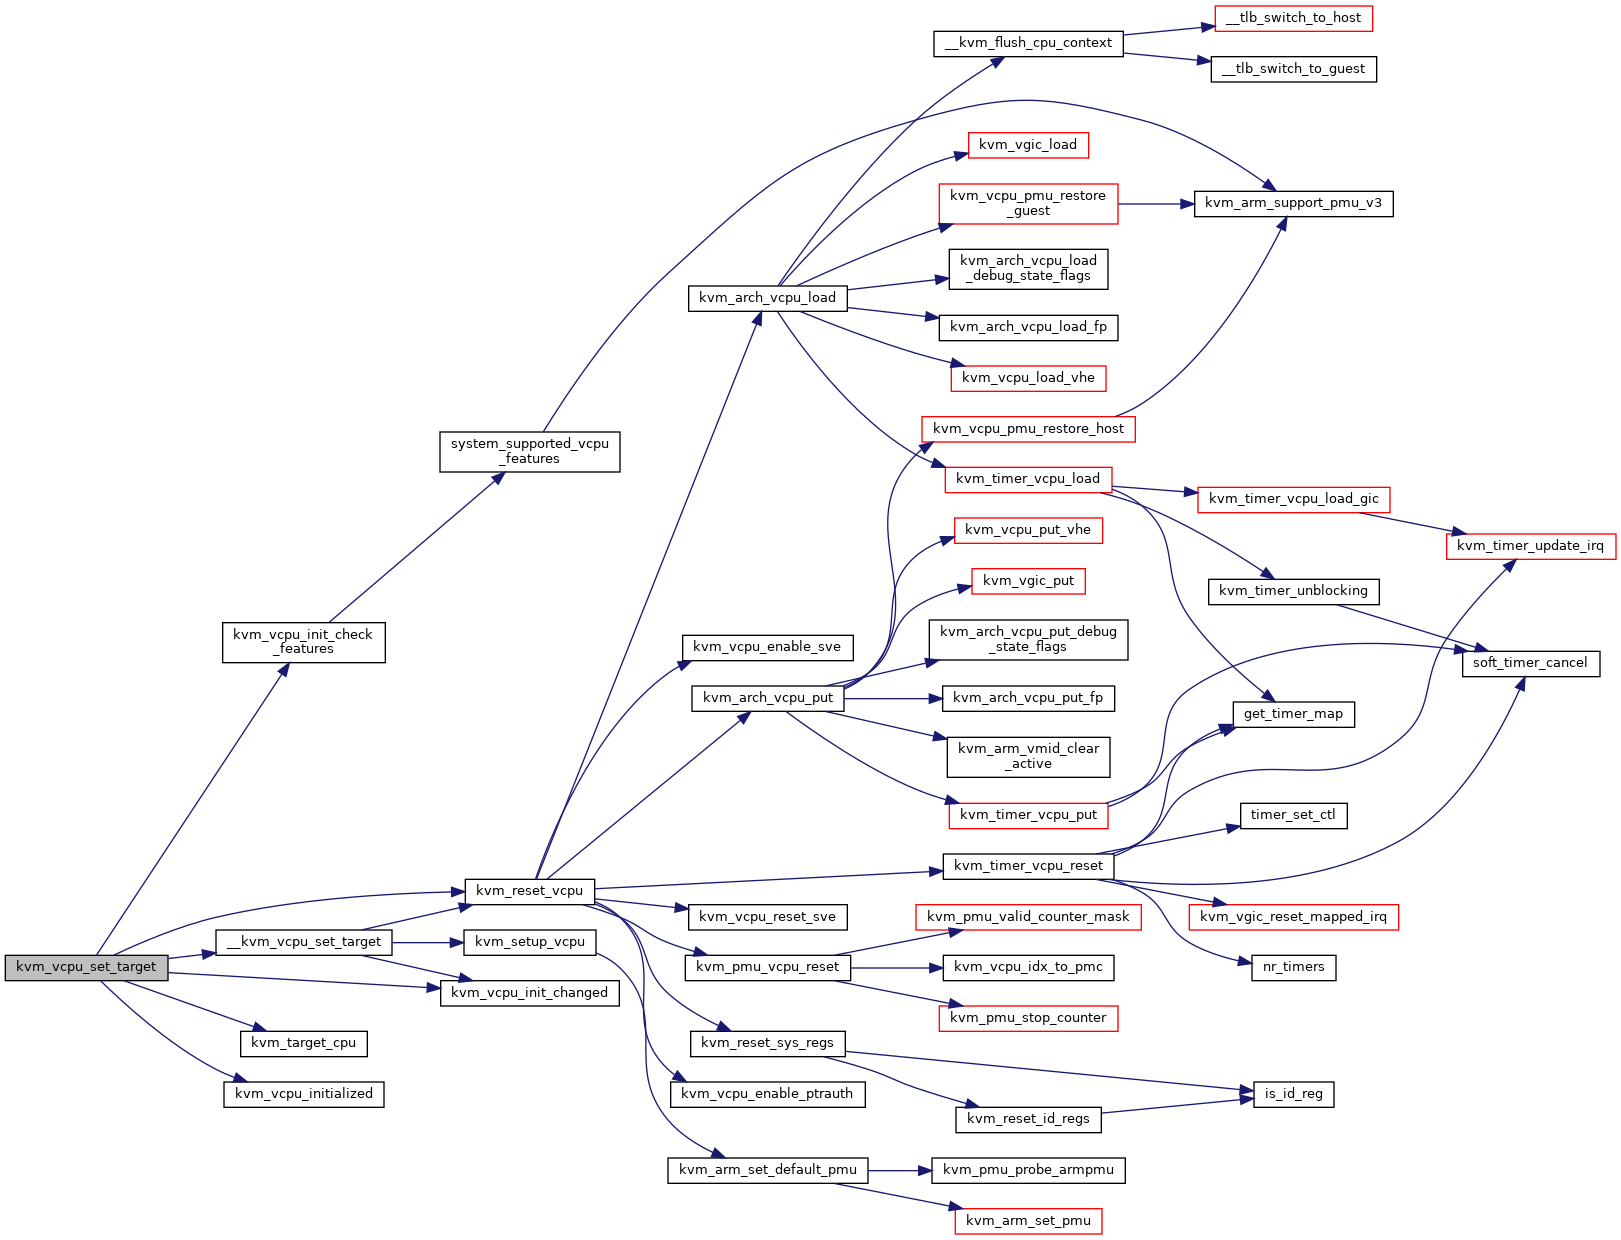 __tlb_switch_to_host
__kvm_flush_cpu_context
__tlb_switch_to_guest
kvm_vgic_load
kvm_vcpu_pmu_restore
_guest
kvm_arm_support_pmu_v3
kvm_arch_vcpu_load
_debug_state_flags
kvm_arch_vcpu_load
kvm_arch_vcpu_load_fp
kvm_vcpu_load_vhe
kvm_vcpu_pmu_restore_host
system_supported_vcpu
_features
kvm_timer_vcpu_load
kvm_timer_vcpu_load_gic
kvm_vcpu_put_vhe
kvm_timer_update_irq
kvm_vgic_put
kvm_timer_unblocking
kvm_vcpu_init_check
_features
kvm_arch_vcpu_put_debug
_state_flags
kvm_vcpu_enable_sve
soft_timer_cancel
kvm_arch_vcpu_put
kvm_arch_vcpu_put_fp
get_timer_map
kvm_arm_vmid_clear
_active
kvm_timer_vcpu_put
timer_set_ctl
kvm_timer_vcpu_reset
kvm_reset_vcpu
kvm_vcpu_reset_sve
kvm_pmu_valid_counter_mask
kvm_vgic_reset_mapped_irq
__kvm_vcpu_set_target
kvm_setup_vcpu
kvm_vcpu_set_target
kvm_pmu_vcpu_reset
kvm_vcpu_idx_to_pmc
nr_timers
kvm_vcpu_init_changed
kvm_pmu_stop_counter
kvm_target_cpu
kvm_reset_sys_regs
kvm_vcpu_initialized
kvm_vcpu_enable_ptrauth
is_id_reg
kvm_reset_id_regs
kvm_arm_set_default_pmu
kvm_pmu_probe_armpmu
kvm_arm_set_pmu